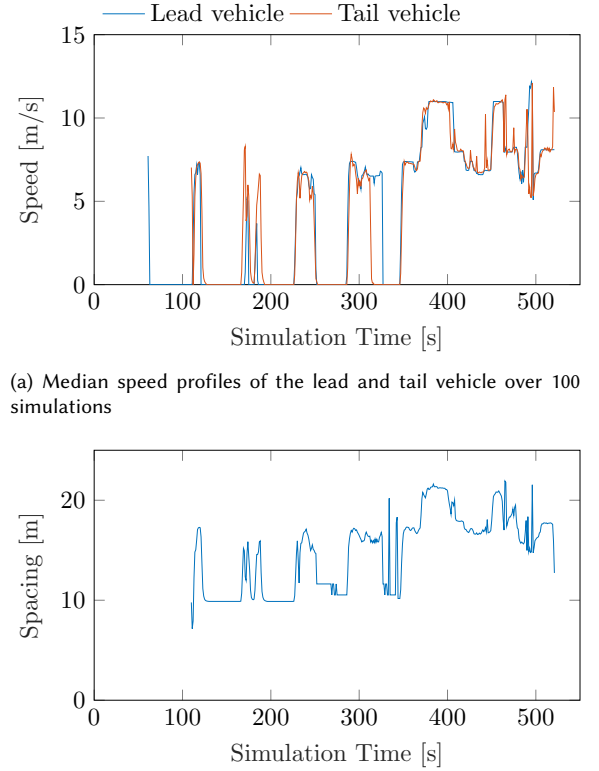 Lead vehicle Tail vehicle
15
10
5
0
Speed [m/s]
0 100 200 300 400 500
Simulation Time [s]
(a) Median speed profiles of the lead and tail vehicle over 100
simulations
20
10
0
Spacing [m]
0 100 200 300 400 500
Simulation Time [s]